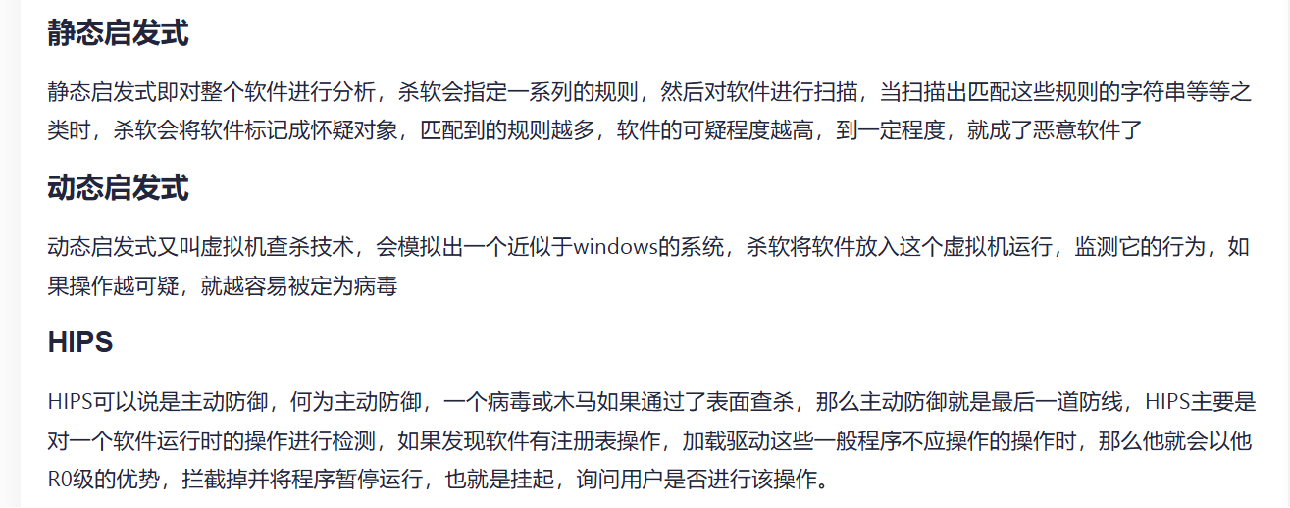 静态启发式
静态启发式即对整个软件进行分析，杀软会指定一系列的规则，然后对软件进行扫描，当扫描出匹配这些规则的字符串等等之
类时，杀软会将软件标记成怀疑对象，匹配到的规则越多，软件的可疑程度越高，到一定程度，就成了恶意软件了
动态启发式
动态启发式又叫虚拟机查杀技术，会模拟出一个近似于windows的系统，杀软将软件放入这个虚拟机运行，监测它的行为，如
果操作越可疑，就越容易被定为病毒
HIPS
HIPS可以说是主动防御，何为主动防御，一个病毒或木马如果通过了表面查杀，那么主动防御就是最后一道防线，HIPS主要是
对一个软件运行时的操作进行检测，如果发现软件有注册表操作，加载驱动这些一般程序不应操作的操作时，那么他就会以他
R0级的优势，拦截掉并将程序暂停运行，也就是挂起，询问用户是否进行该操作。